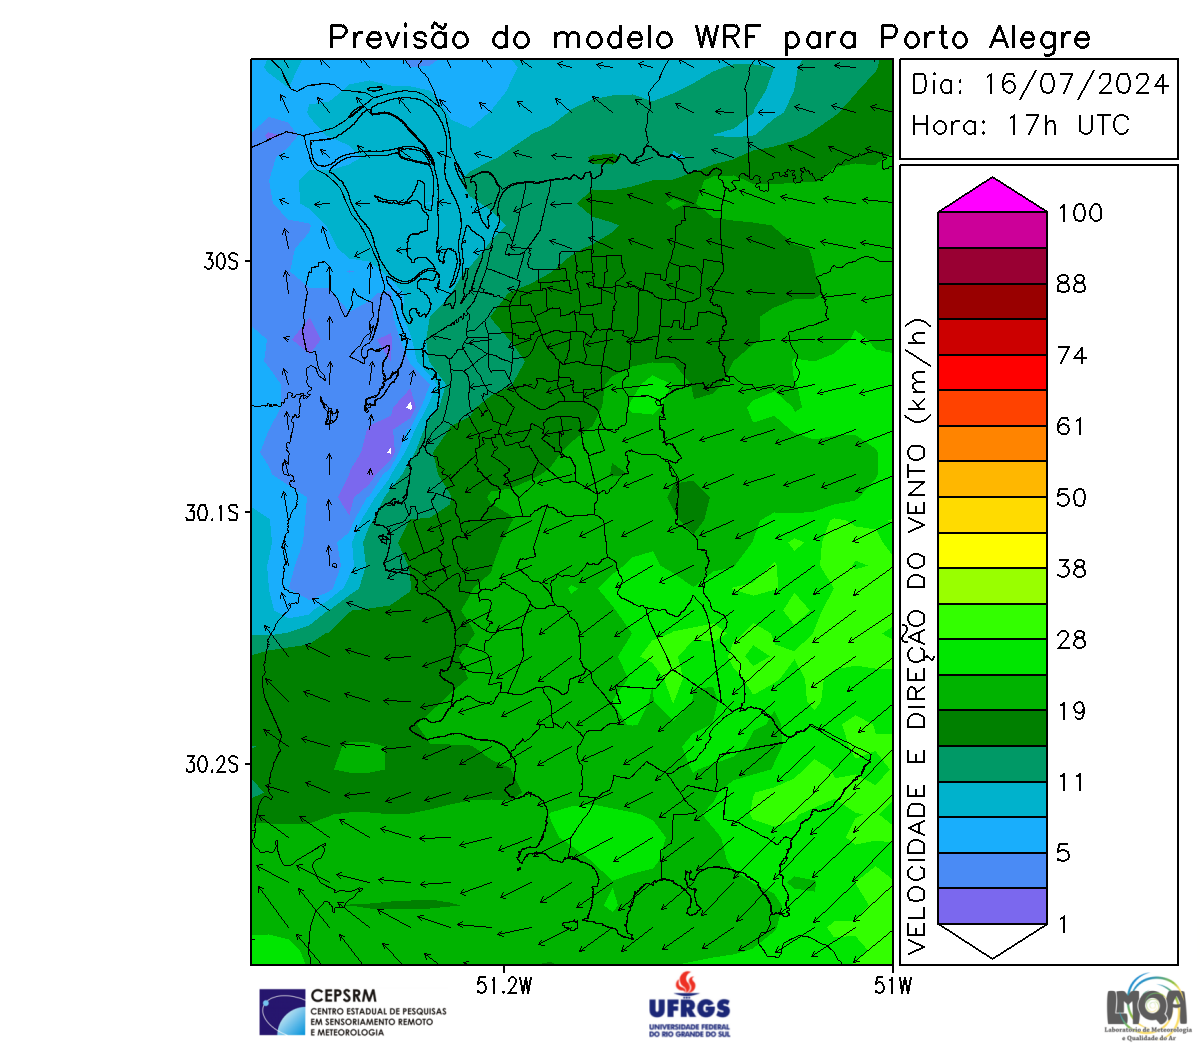 Previsão do modelo WRF para Porto Alegre
Dia: 16/07/2024
Hora: 17h UTC
VELOCIDADE E DIREÇÃO DO VENTO (km/h)
100
88
74
61
50
38
28
19
11
5
1
30S
30.1S
30.2S
51.2W
51W
CEPSRM
CENTRO ESTADUAL DE PESQUISAS
EM SENSORIAMENTO REMOTO
E METEOROLOGIA
UFRGS
UNIVERSIDADE FEDERAL
DO RIO GRANDE DO SUL
LMQA
Laboratório de Meteorologia
e Qualidade do Ar